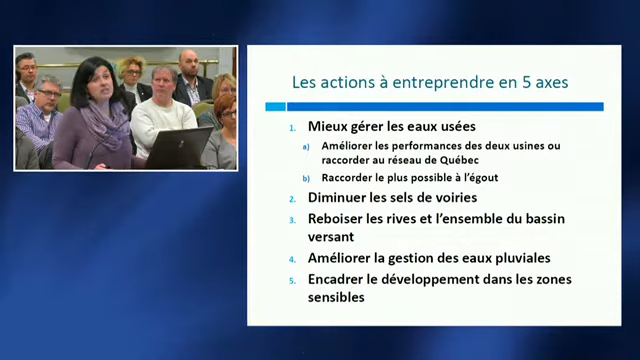 Les actions à entreprendre en 5 axes
1. Mieux gérer les eaux usées
a) Améliorer les performances des deux usines ou
raccorder au réseau de Québec
b) Raccorder le plus possible à l'égout
2. Diminuer les sels de voiries
3. Reboiser les rives et l'ensemble du bassin
versant
4. Améliorer la gestion des eaux pluviales
5. Encadrer le développement dans les zones
sensibles